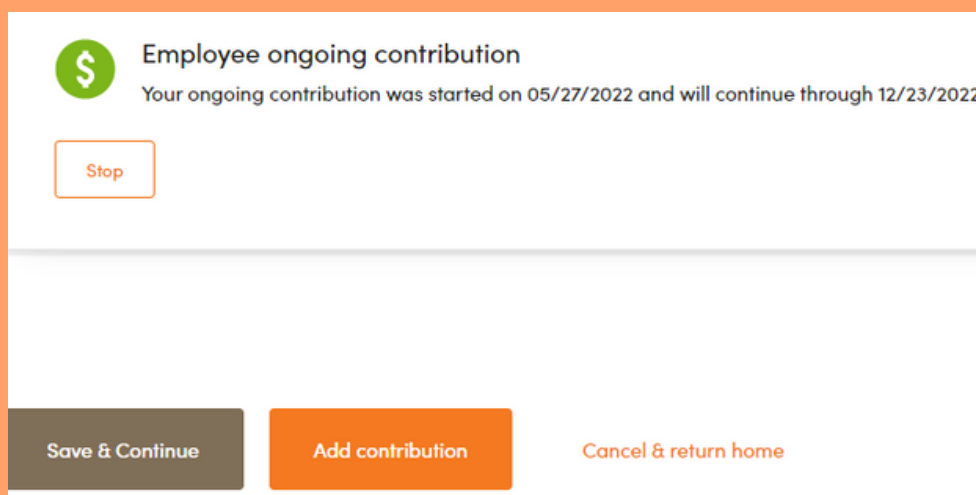 $
Employee ongoing contribution
Your ongoing contribution was started on 05/27/2022 and will continue through 12/23/2022
Stop
Save & Continue
Add contribution
Cancel & return home